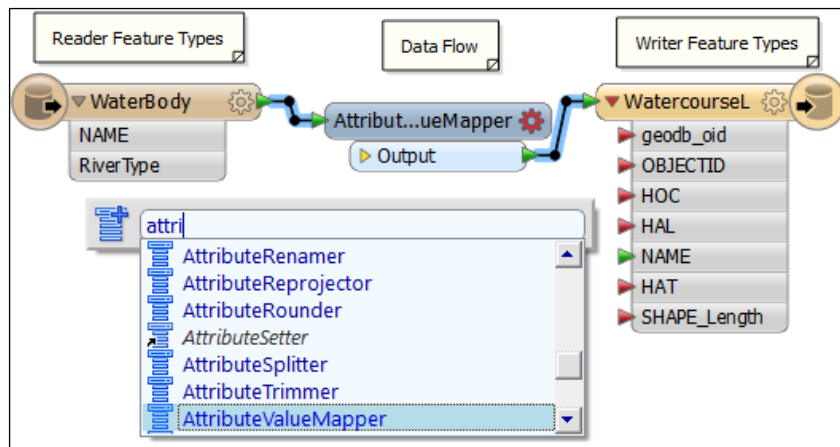 Reader Feature Types
Data Flow
Writer Feature Types
WaterBody
NAME
RiverType
Attribut...ueMapper
Output
WatercourseL
geodb_oid
OBJECTID
HOC
HAL
NAME
HAT
SHAPE_Length
attri
AttributeRenamer
AttributeReprojector
AttributeRounder
AttributeSetter
AttributeSplitter
AttributeTrimmer
AttributeValueMapper